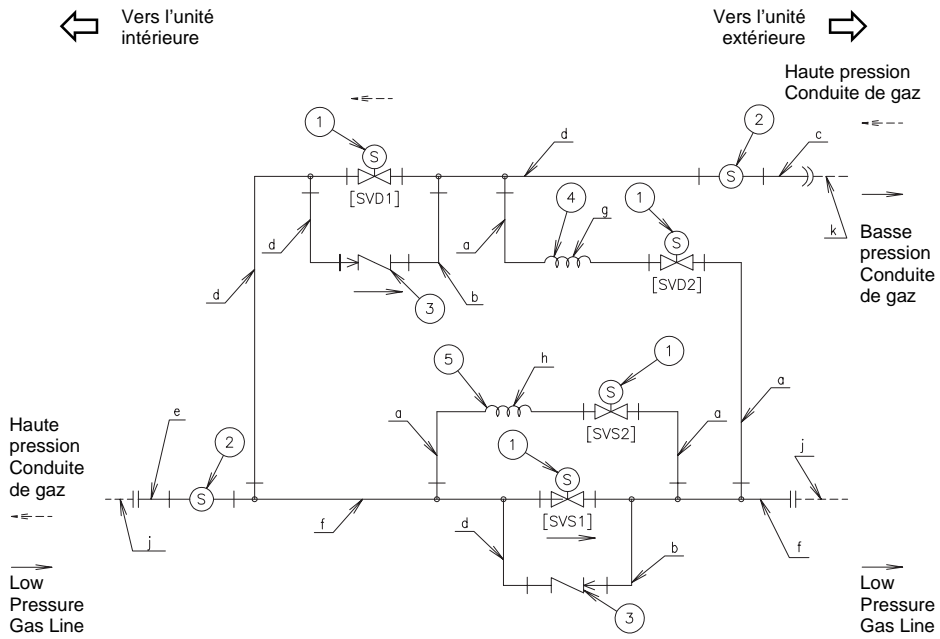 Vers l'unité
intérieure
Vers l'unité
extérieure
Haute pression
Conduite de gaz
1
2
d
c
[SVD1]
k
Basse
pression
Conduite
de gaz
4
g
1
d
a
d
3
b
[SVD2]
5
h
1
a
[SVS2]
a
a
Haute
pression
Conduite
de gaz
e
2
1
j
j
f
[SVS1]
f
d
b
3
Low
Pressure
Gas Line
Low
Pressure
Gas Line
S
S
S
S
S
S